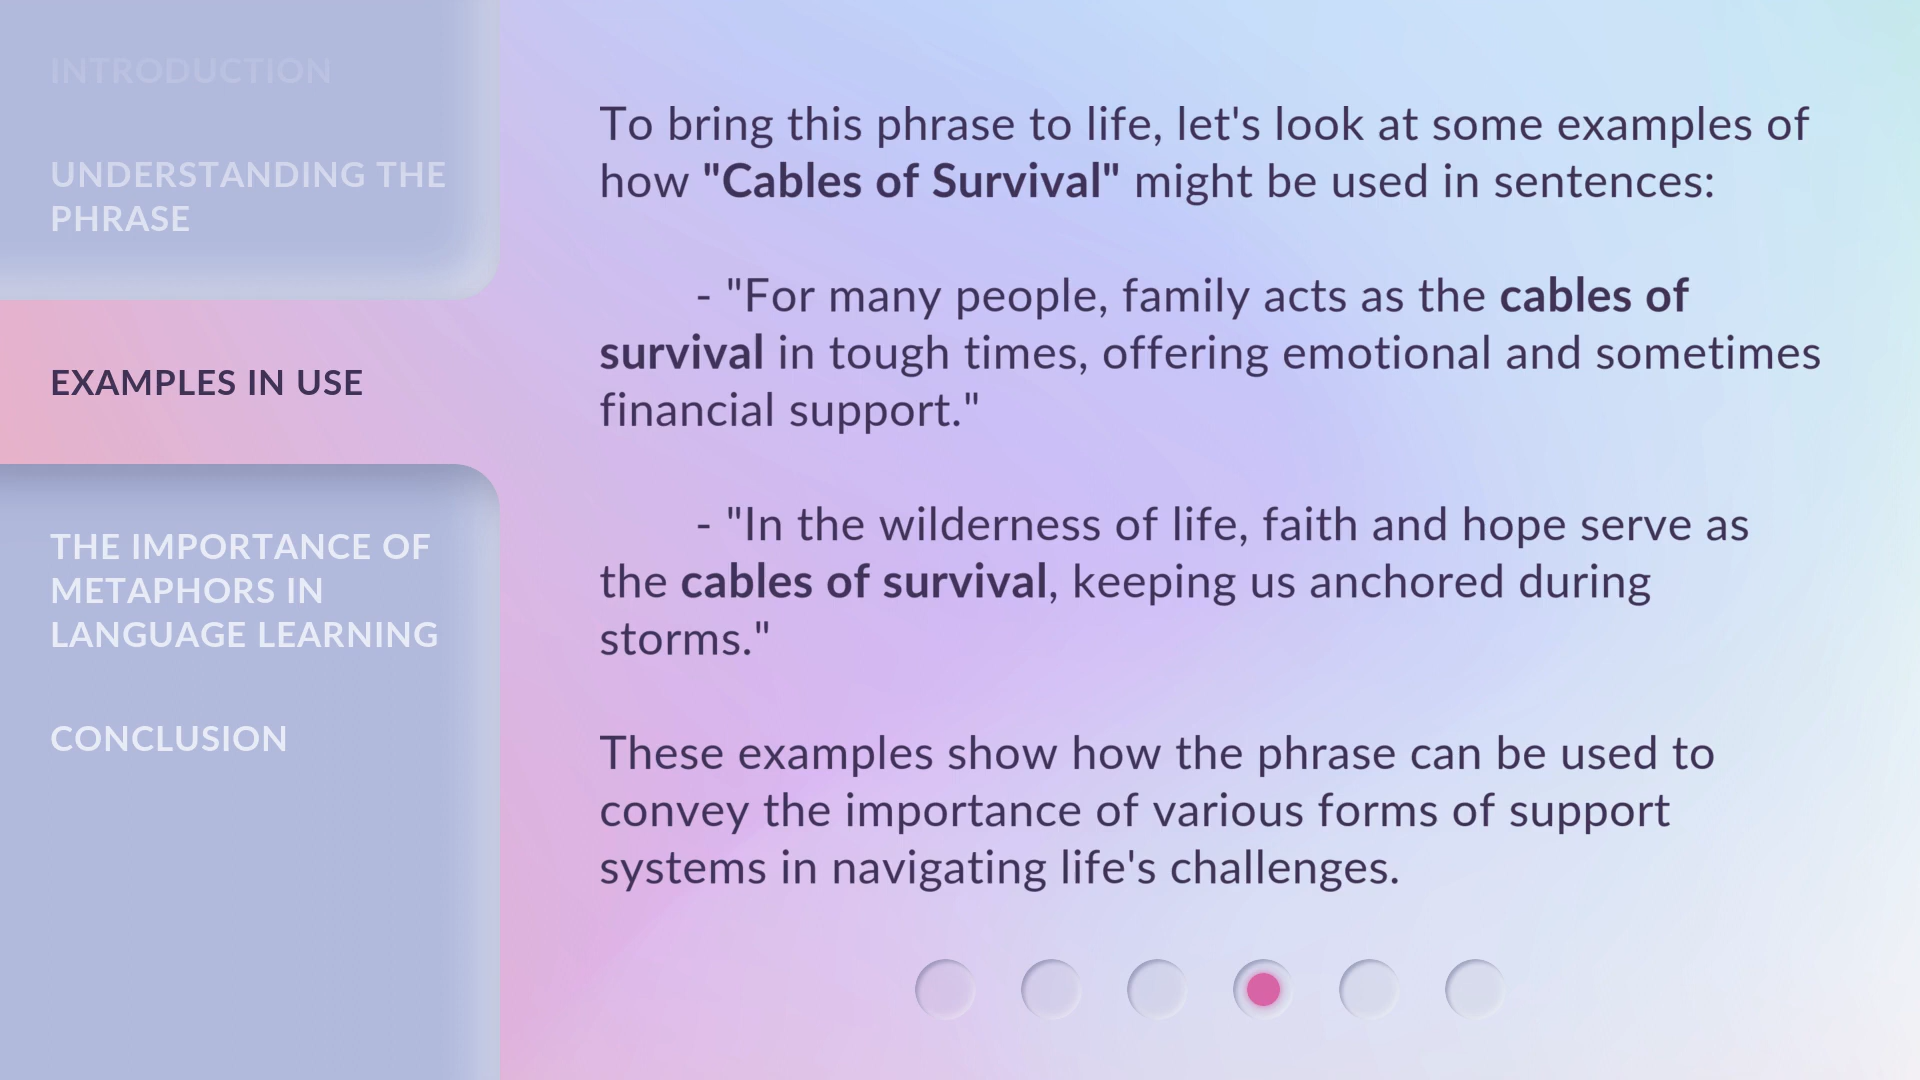 INTRODUCTION
UNDERSTANDING THE
PHRASE
EXAMPLES IN USE
THE IMPORTANCE OF
METAPHORS IN
LANGUAGE LEARNING
CONCLUSION
To bring this phrase to life, let's look at some examples of
how "Cables of Survival" might be used in sentences:
- "For many people, family acts as the cables of
survival in tough times, offering emotional and sometimes
financial support."
- "In the wilderness of life, faith and hope serve as
the cables of survival, keeping us anchored during
storms."
These examples show how the phrase can be used to
convey the importance of various forms of support
systems in navigating life's challenges.